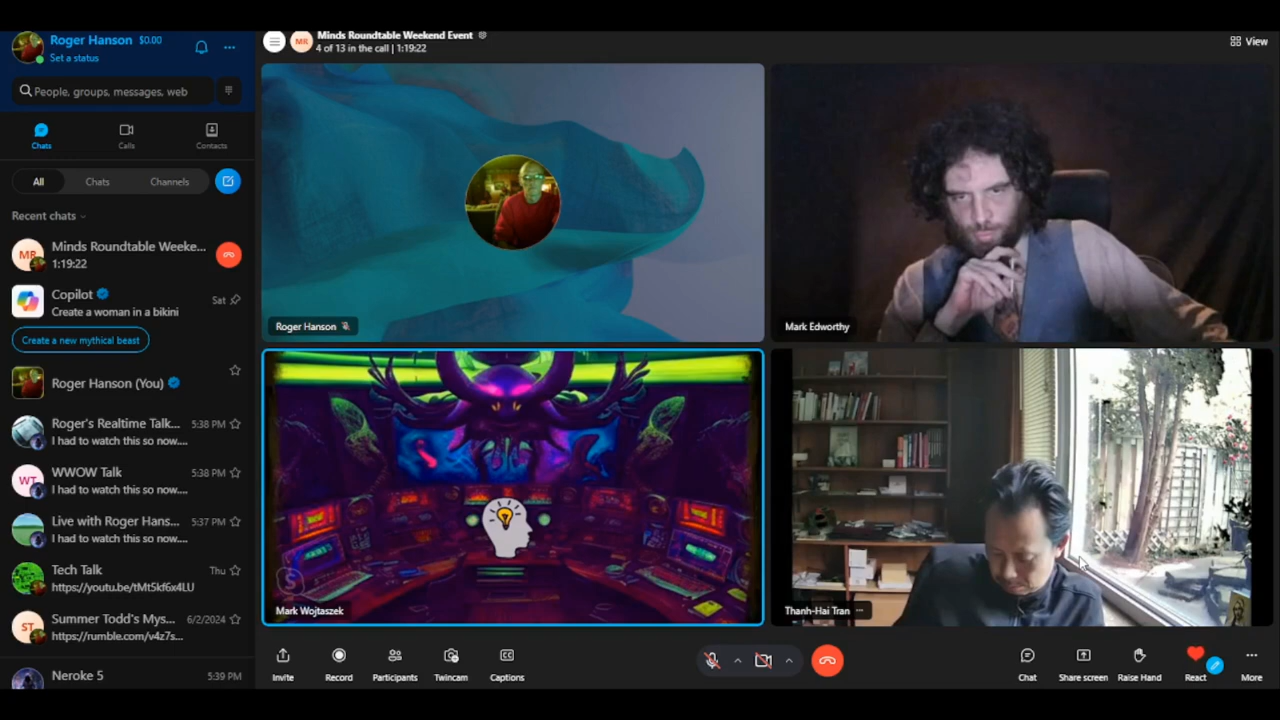 Roger Hanson $0.00
Set a status
People, groups, messages, web
Chats
Calls
Contacts
All
Chats
Channels
Recent chats
MR
Minds Roundtable Weeke...
1:19:22
Copilot
Sat
Create a woman in a bikini
Create a new mythical beast
Roger Hanson (You)
Roger's Realtime Talk...
5:38 PM
I had to watch this so now....
WT
WWOW Talk
5:38 PM
I had to watch this so now....
Live with Roger Hans...
5:37 PM
I had to watch this so now....
Tech Talk
Thu
https://youtu.be/tMt5kf6x4LU
ST
Summer Todd's Mys...
6/2/2024
https://rumble.com/v4z7s...
Neroke 5
5:39 PM
MR
Minds Roundtable Weekend Event
4 of 13 in the call | 1:19:22
View
Roger Hanson
Mark Edworthy
Mark Wojtaszek
Thanh-Hai Tran
Invite
Record
Participants
Twincam
Captions
Chat
Share screen
Raise Hand
React
More